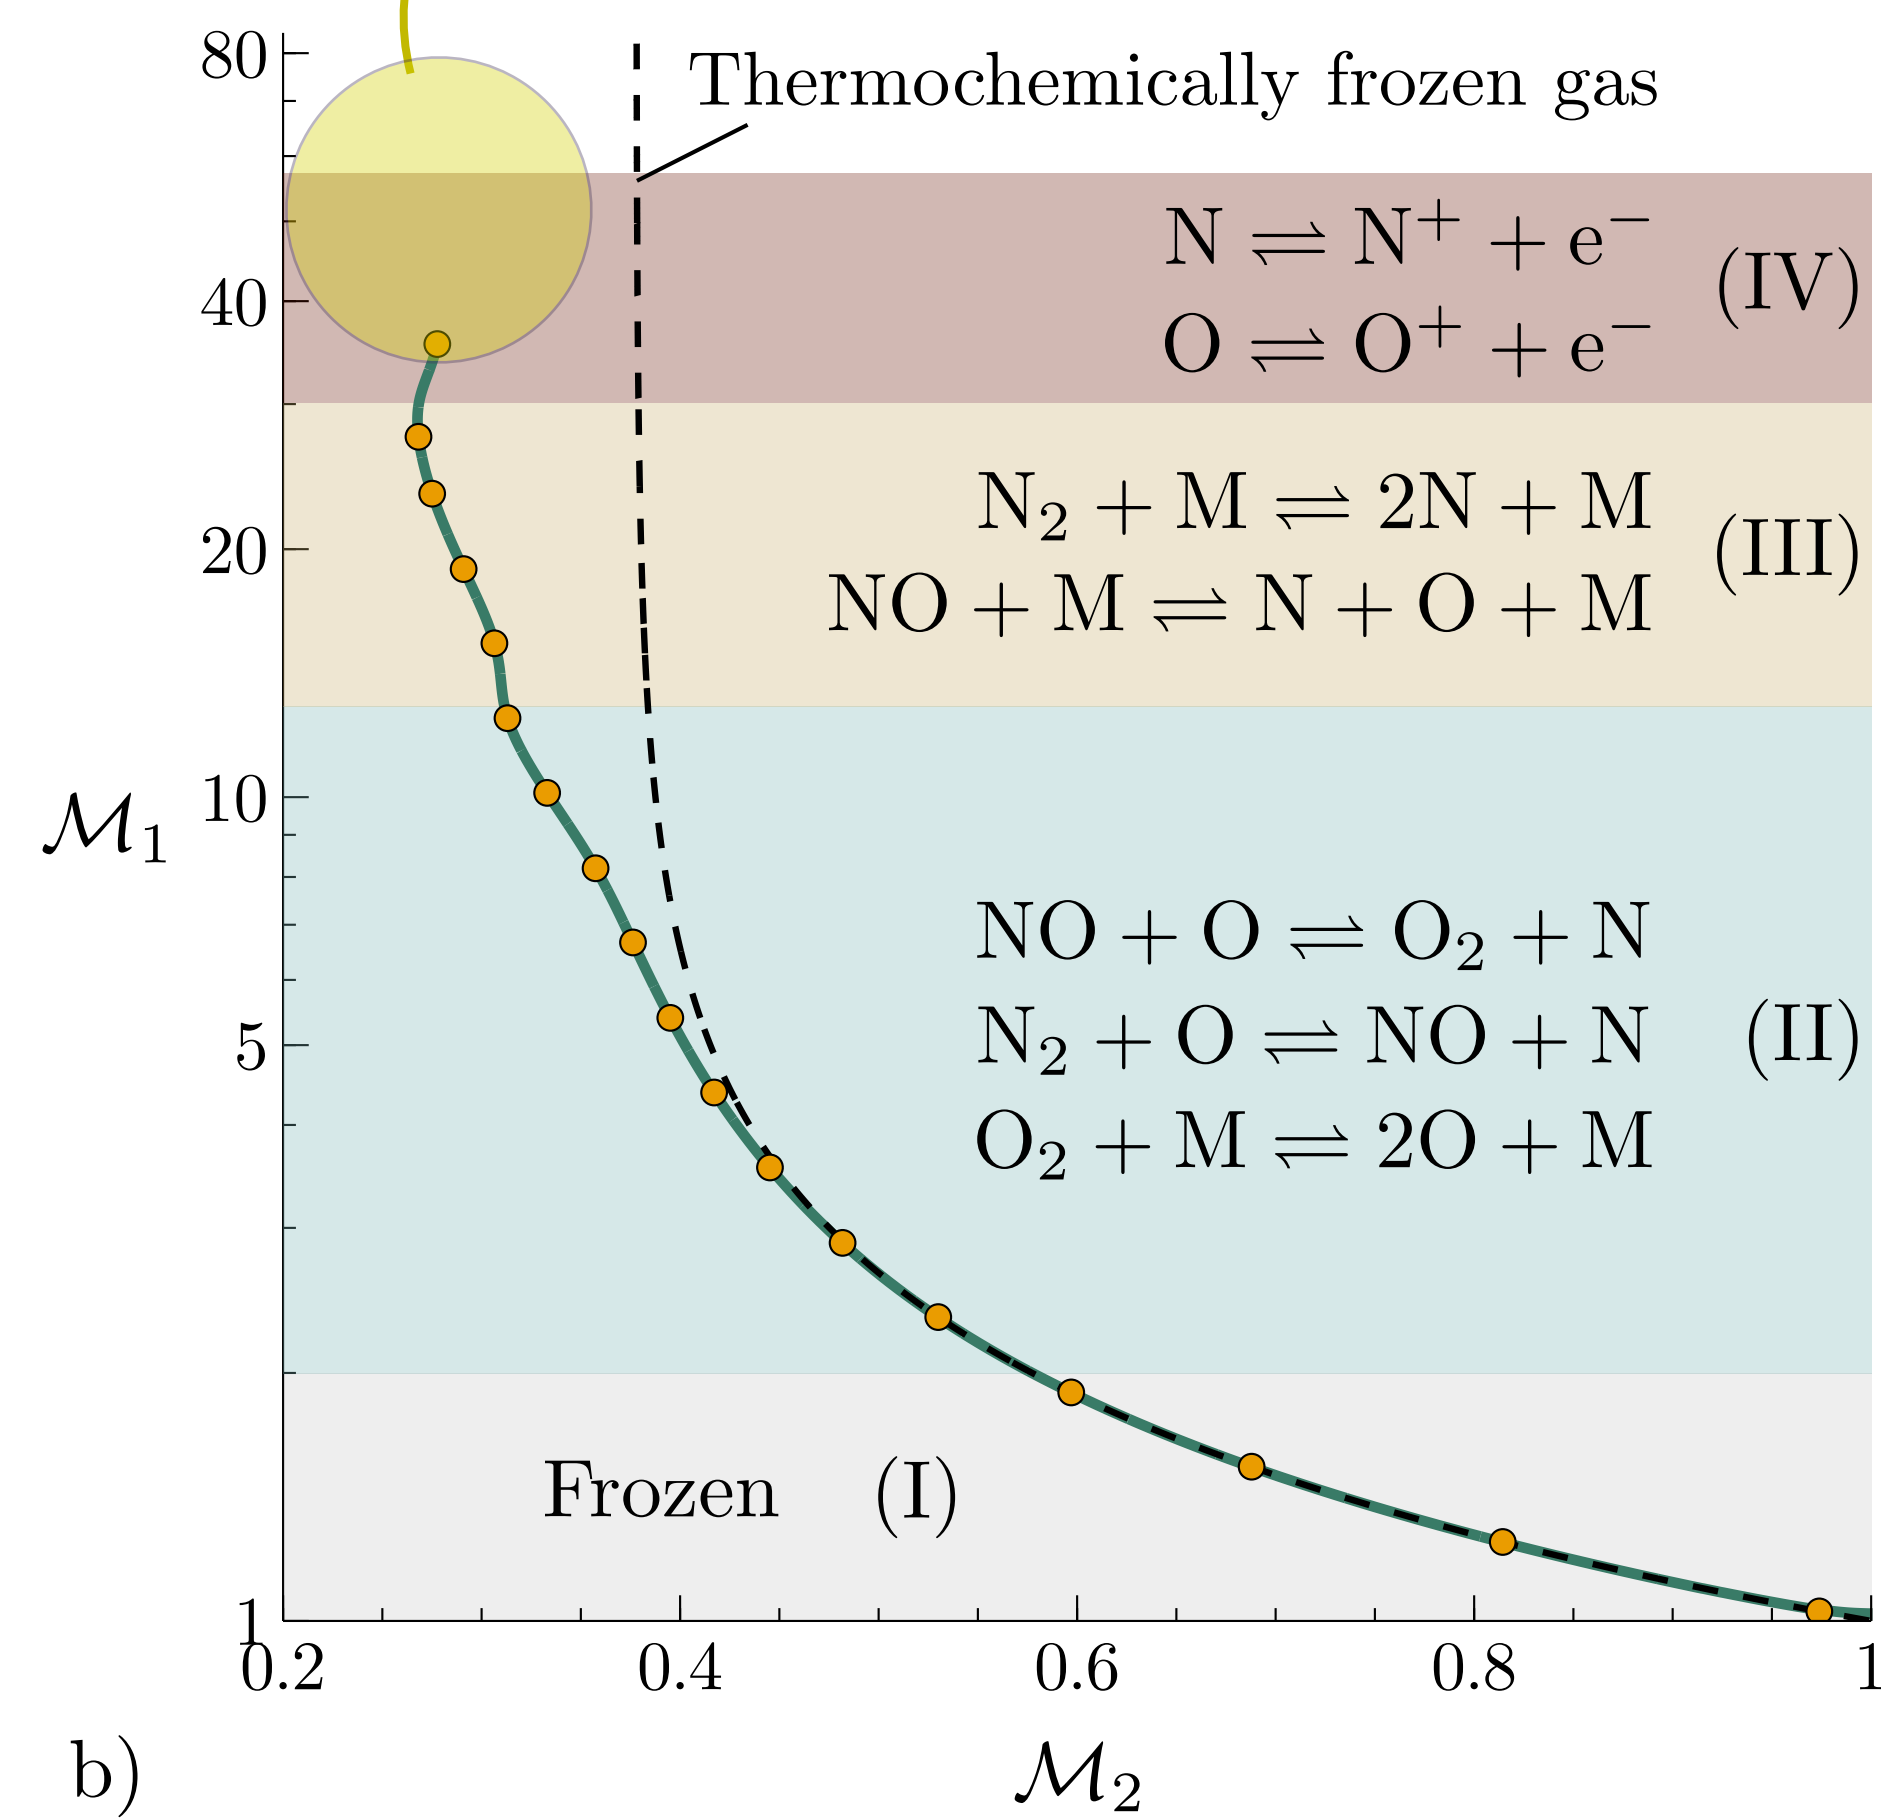 80
Thermochemically frozen gas
N ⇌ N⁺ + e⁻
(IV)
40
O ⇌ O⁺ + e⁻
N₂ + M ⇌ 2N + M
(III)
20
NO + M ⇌ N + O + M
10
ℳ₁
NO + O ⇌ O₂ + N
5
N₂ + O ⇌ NO + N
(II)
O₂ + M ⇌ 2O + M
Frozen (I)
1
0.2 0.4 0.6 0.8 1
ℳ₂
b)